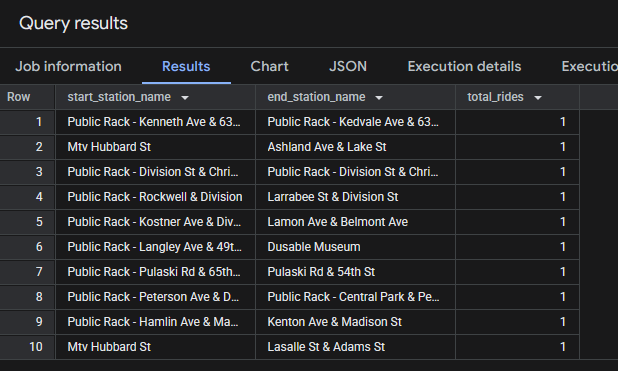 Query results
Job information Results Chart JSON Execution details Executio
Row start_station_name end_station_name total_rides
1 Public Rack - Kenneth Ave & 63... Public Rack - Kedvale Ave & 63... 1
2 Mtv Hubbard St Ashland Ave & Lake St 1
3 Public Rack - Division St & Chri... Public Rack - Division St & Chri... 1
4 Public Rack - Rockwell & Division Larrabee St & Division St 1
5 Public Rack - Kostner Ave & Div... Lamon Ave & Belmont Ave 1
6 Public Rack - Langley Ave & 49t... Dusable Museum 1
7 Public Rack - Pulaski Rd & 65th... Pulaski Rd & 54th St 1
8 Public Rack - Peterson Ave & D... Public Rack - Central Park & Pe... 1
9 Public Rack - Hamlin Ave & Ma... Kenton Ave & Madison St 1
10 Mtv Hubbard St Lasalle St & Adams St 1